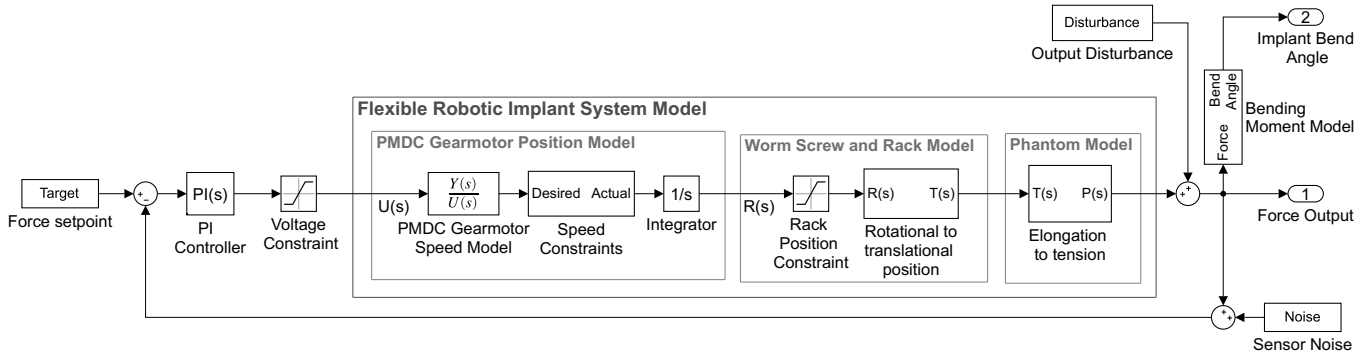 Disturbance
Output Disturbance
2
Implant Bend
Angle
Bend
Angle
Force
Bending
Moment Model
Flexible Robotic Implant System Model
PMDC Gearmotor Position Model
Worm Screw and Rack Model
Phantom Model
Target
Force setpoint
+
-
PI(s)
PI
Controller
Voltage
Constraint
U(s)
Y(s)
U(s)
PMDC Gearmotor
Speed Model
Desired Actual
Speed
Constraints
1/s
Integrator
R(s)
Rack
Position
Constraint
R(s) T(s)
Rotational to
translational
position
T(s) P(s)
Elongation
to tension
+
+
1
Force Output
+
+
Noise
Sensor Noise